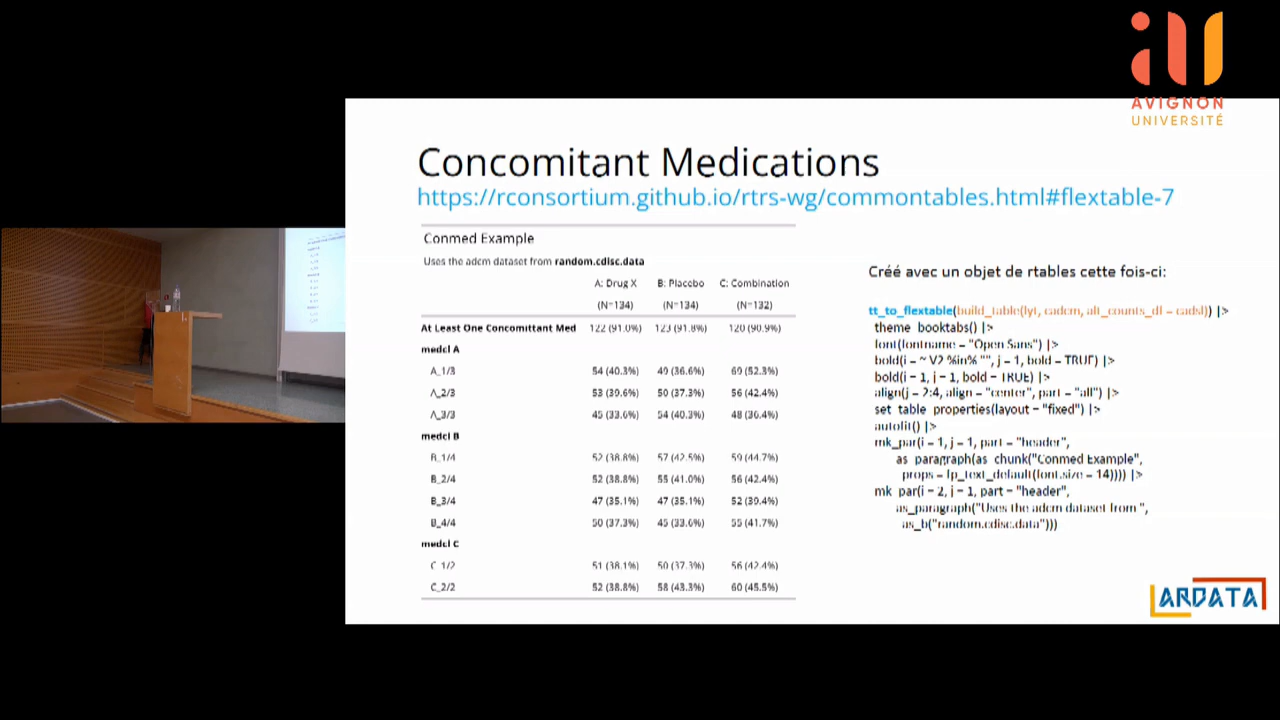 AVIGNON
UNIVERSITÉ
Concomitant Medications
https://rconsortium.github.io/rtrs-wg/commontables.html#flextable-7
Conmed Example
Uses the adcm dataset from random.cdisc.data
A: Drug X B: Placebo C: Combination
(N=134) (N=134) (N=132)
At Least One Concomittant Med 122 (91.0%) 123 (91.8%) 120 (90.9%)
medcl A
A_1/3 54 (40.3%) 49 (36.6%) 69 (52.3%)
A_2/3 53 (39.6%) 50 (37.3%) 56 (42.4%)
A_3/3 45 (33.6%) 54 (40.3%) 48 (36.4%)
medcl B
B_1/4 52 (38.8%) 57 (42.5%) 59 (44.7%)
B_2/4 52 (38.8%) 55 (41.0%) 56 (42.4%)
B_3/4 47 (35.1%) 47 (35.1%) 52 (39.4%)
B_4/4 50 (37.3%) 45 (33.6%) 55 (41.7%)
medcl C
C_1/2 51 (38.1%) 50 (37.3%) 56 (42.4%)
C_2/2 52 (38.8%) 58 (43.3%) 60 (45.5%)
Créé avec un objet de rtables cette fois-ci:
tt_to_flextable(build_table(lyt, cadcm, alt_counts_df = cadsl)) |>
theme_booktabs() |>
font(fontname = "Open Sans") |>
bold(i = ~ V2 %in% "", j = 1, bold = TRUE) |>
bold(i = 1, j = 1, bold = TRUE) |>
align(j = 2:4, align = "center", part = "all") |>
set_table_properties(layout = "fixed") |>
autofit() |>
mk_par(i = 1, j = 1, part = "header",
as_paragraph(as_chunk("Conmed Example",
props = fp_text_default(font.size = 14)))) |>
mk_par(i = 2, j = 1, part = "header",
as_paragraph("Uses the adcm dataset from ",
as_b("random.cdisc.data")))
ARDATA